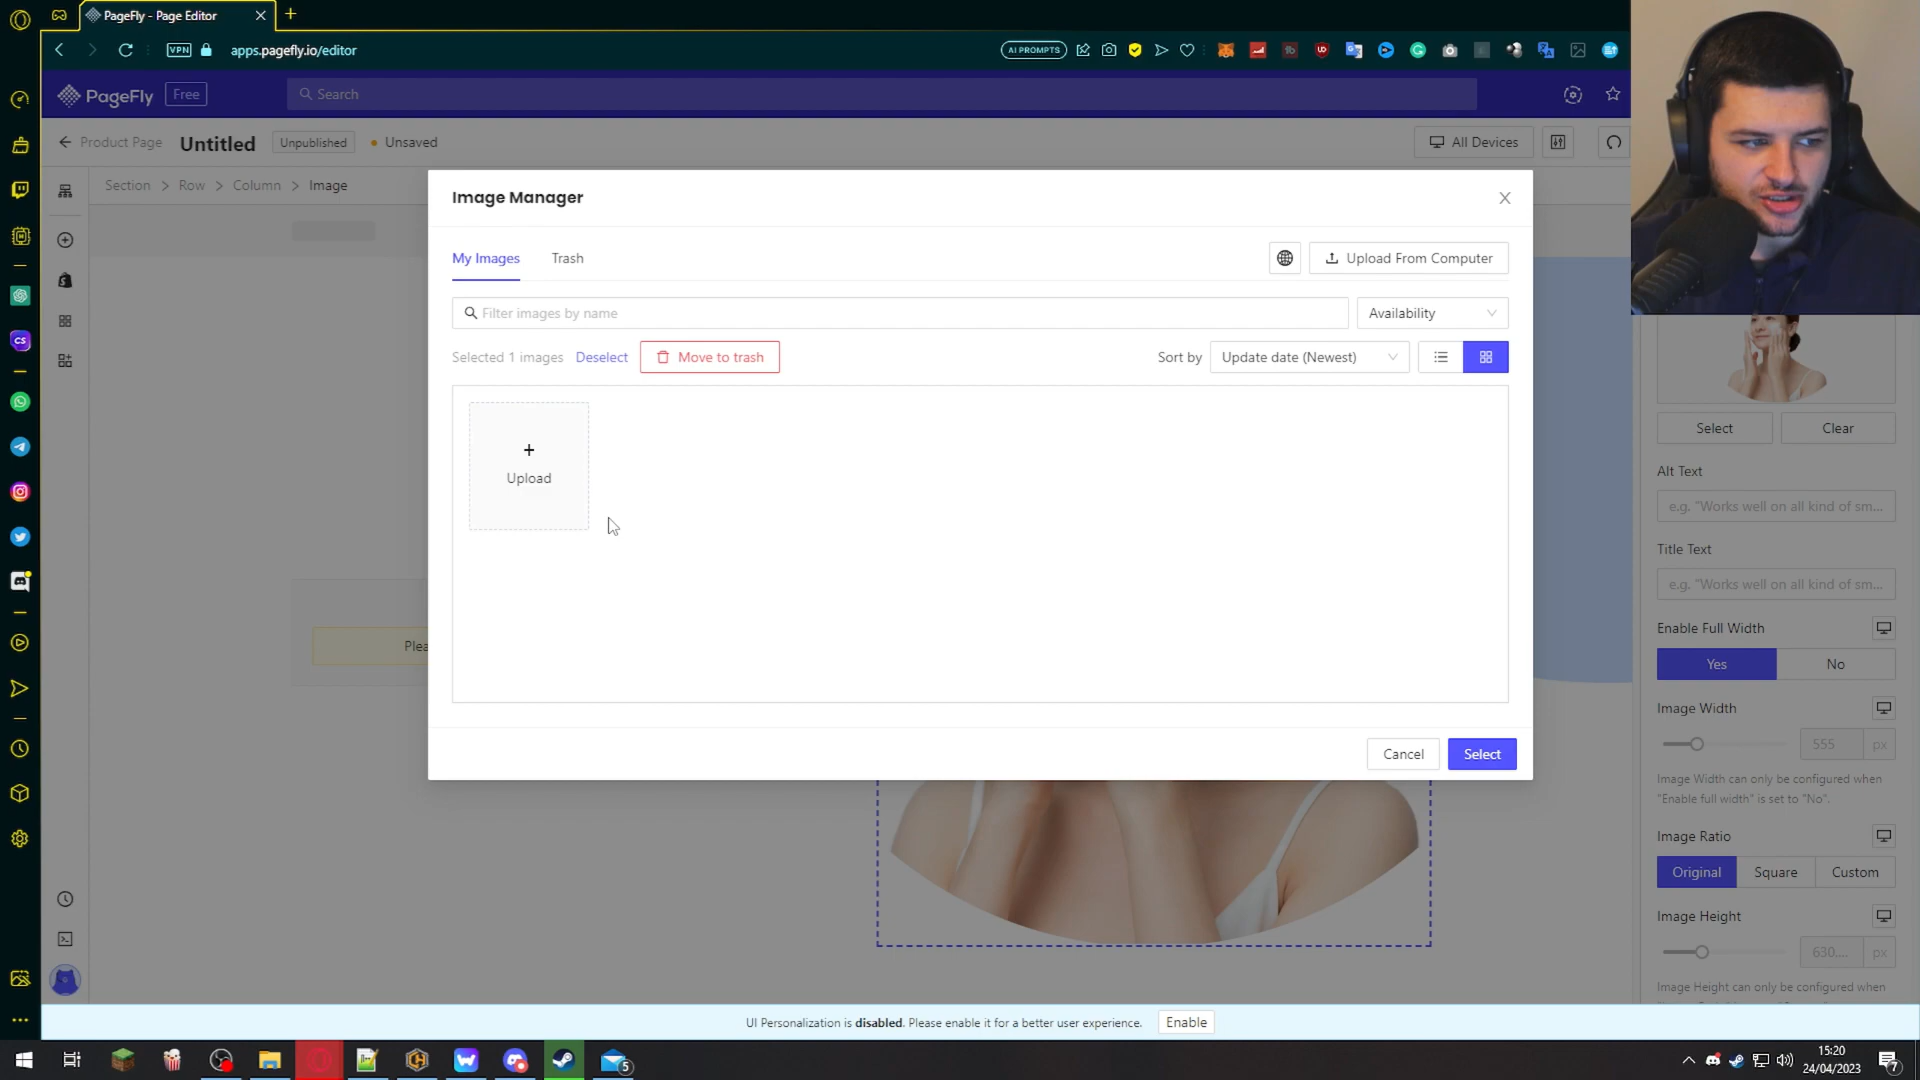 PageFly - Page Editor
VPN
apps.pagefly.io/editor
AI PROMPTS
PageFly
Free
Search
Product Page
Untitled
Unpublished
Unsaved
All Devices
Section > Row > Column > Image
Image Manager
My Images
Trash
Upload From Computer
Filter images by name
Availability
Selected 1 images
Deselect
Move to trash
Sort by
Update date (Newest)
+
Upload
Plea
Cancel
Select
Select
Clear
Alt Text
e.g. "Works well on all kind of sm...
Title Text
e.g. "Works well on all kind of sm...
Enable Full Width
Yes
No
Image Width
555
px
Image Width can only be configured when
"Enable full width" is set to "No".
Image Ratio
Original
Square
Custom
Image Height
630....
px
Image Height can only be configured when
UI Personalization is disabled. Please enable it for a better user experience.
Enable
CS
5
15:20
24/04/2023
7